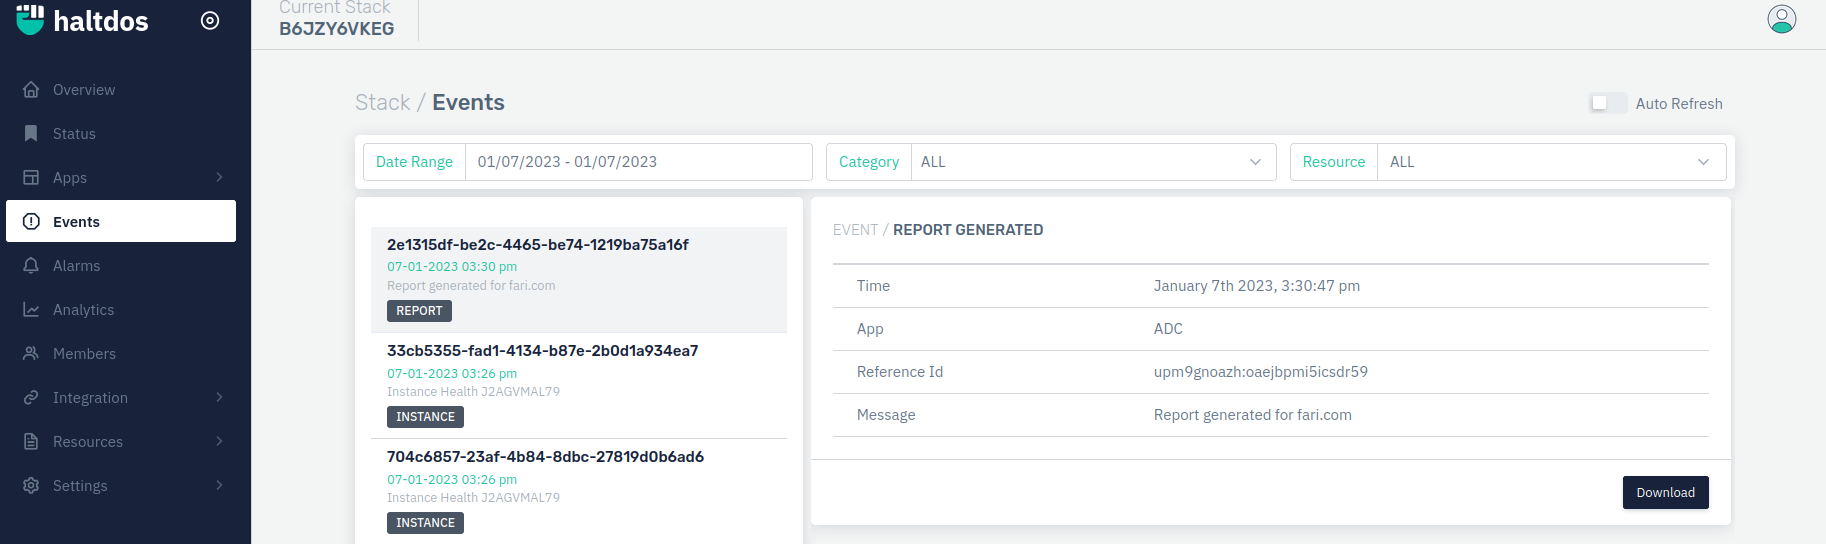 haltdos
Current Stack
B6JZY6VKEG
Overview
Status
Apps
Events
Alarms
Analytics
Members
Integration
Resources
Settings
Stack / Events
Auto Refresh
Date Range 01/07/2023 - 01/07/2023
Category ALL
Resource ALL
2e1315df-be2c-4465-be74-1219ba75a16f
07-01-2023 03:30 pm
Report generated for fari.com
REPORT
33cb5355-fad1-4134-b87e-2b0d1a934ea7
07-01-2023 03:26 pm
Instance Health J2AGVMAL79
INSTANCE
704c6857-23af-4b84-8dbc-27819d0b6ad6
07-01-2023 03:26 pm
Instance Health J2AGVMAL79
INSTANCE
EVENT / REPORT GENERATED
Time January 7th 2023, 3:30:47 pm
App ADC
Reference Id upm9gnoazh:oaejbpmi5icsdr59
Message Report generated for fari.com
Download